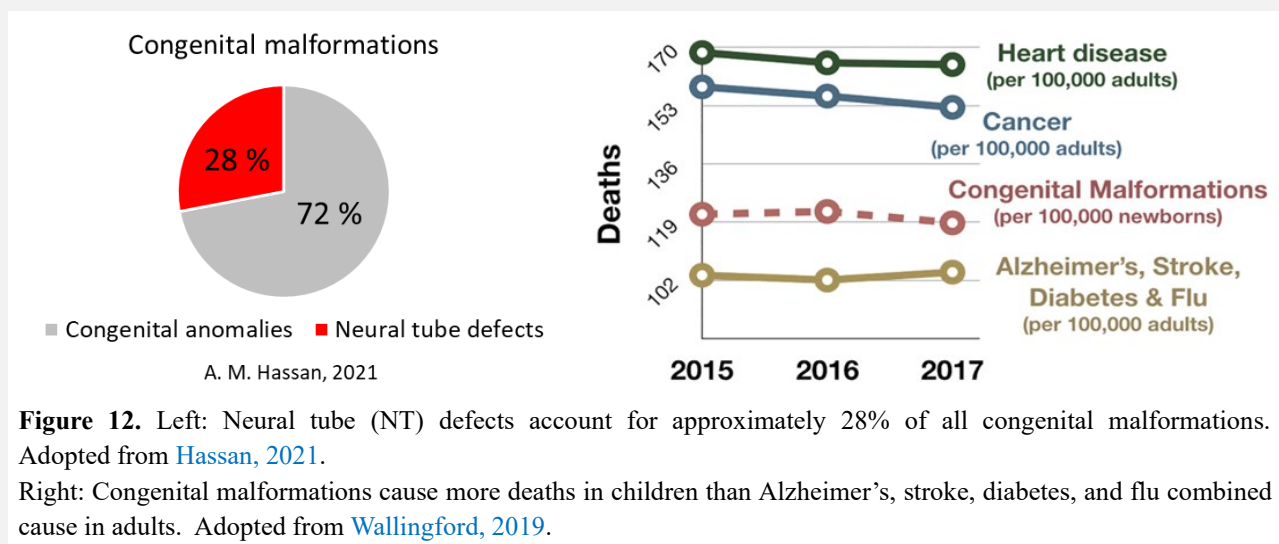 Congenital malformations
28 %
72 %
Congenital anomalies Neural tube defects
A. M. Hassan, 2021
Deaths
170
153
136
119
102
Heart disease
(per 100,000 adults)
Cancer
(per 100,000 adults)
Congenital Malformations
(per 100,000 newborns)
Alzheimer's, Stroke,
Diabetes & Flu
(per 100,000 adults)
2015 2016 2017
Figure 12. Left: Neural tube (NT) defects account for approximately 28% of all congenital malformations.
Adopted from Hassan, 2021.
Right: Congenital malformations cause more deaths in children than Alzheimer's, stroke, diabetes, and flu combined
cause in adults. Adopted from Wallingford, 2019.